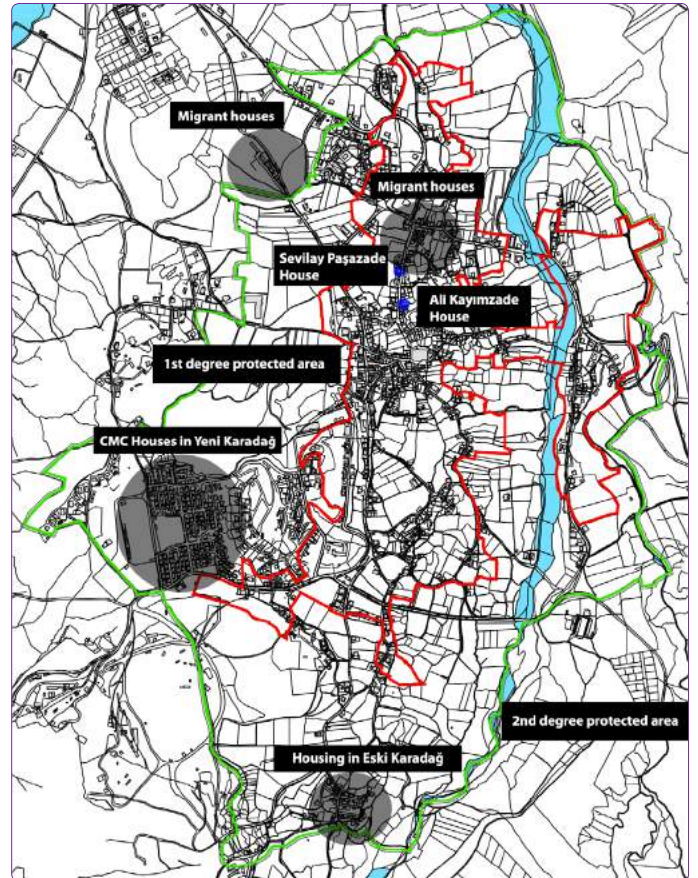 Migrant houses
Migrant houses
Sevilay Paşazade
House
Ali Kayımzade
House
1st degree protected area
CMC Houses in Yeni Karadağ
2nd degree protected area
Housing in Eski Karadağ